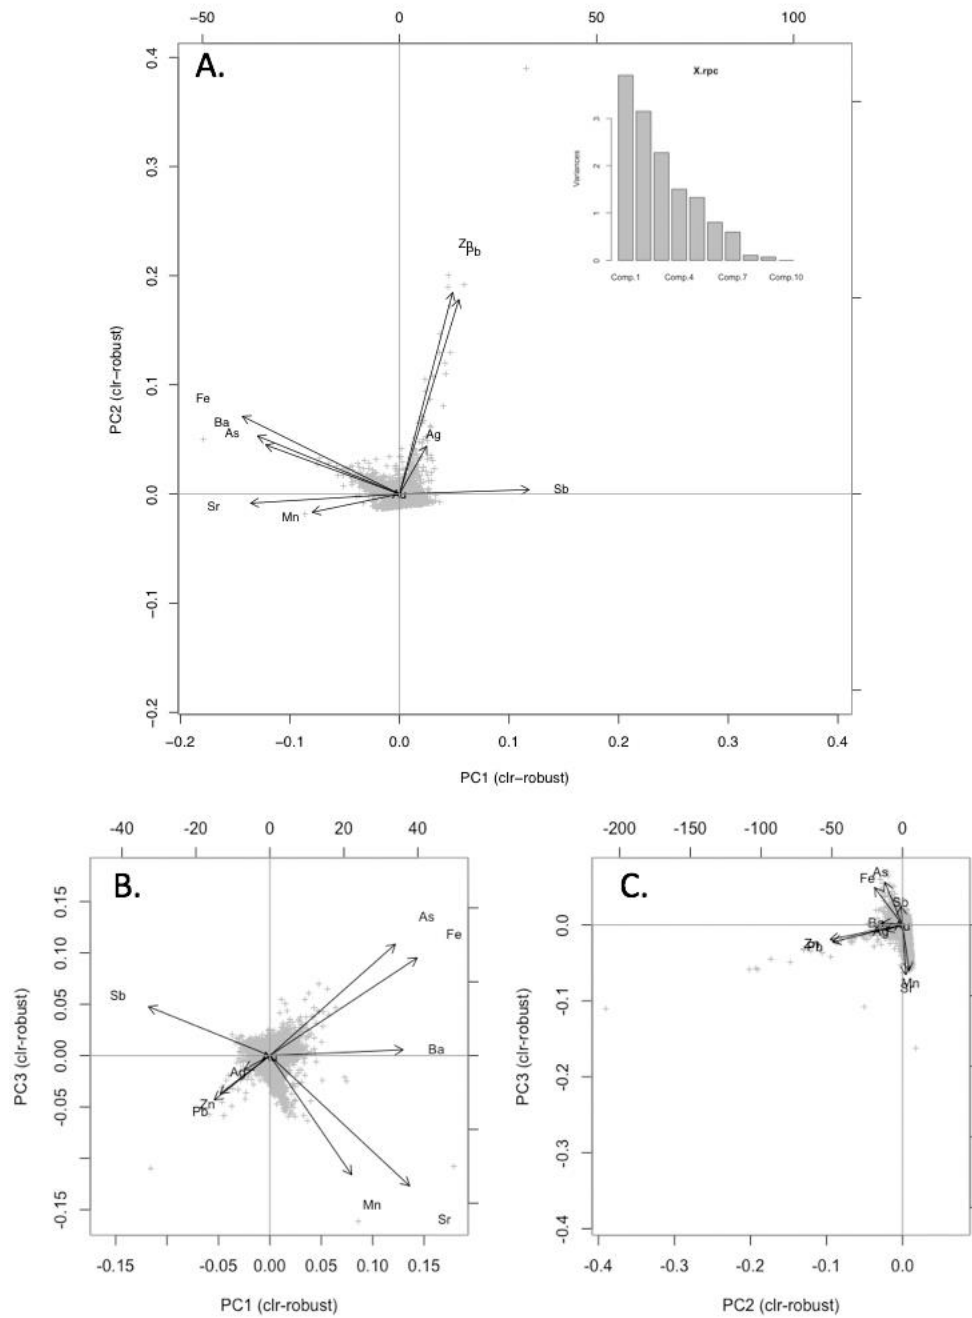 −50 0 50 100
A.
X.rpc
Variances
0 1 2 3
Comp.1 Comp.4 Comp.7 Comp.10
0.4
0.3
0.2
0.1
0.0
−0.1
−0.2
PC2 (clr−robust)
Zn
Pb
Fe
Ba
As
Ag
Sb
Sr
Mn
−0.2 −0.1 0.0 0.1 0.2 0.3 0.4
PC1 (clr−robust)
-40 -20 0 20 40
B.
0.15
0.10
0.05
0.00
-0.05
-0.15
PC3 (clr-robust)
As
Fe
Sb
Ba
Ag
Zn
Pb
Mn
Sr
-0.15 -0.05 0.00 0.05 0.10 0.15
PC1 (clr-robust)
-200 -150 -100 -50 0
C.
0.0
-0.1
-0.2
-0.3
-0.4
PC3 (clr-robust)
As
Fe
Sb
Ba
Zn
Pb
Mn
Sr
-0.4 -0.3 -0.2 -0.1 0.0
PC2 (clr-robust)